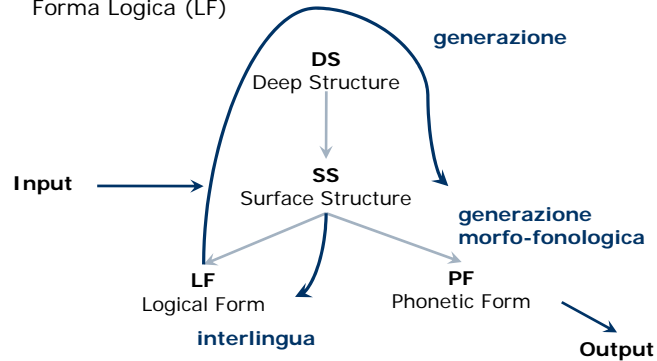 Forma Logica (LF)
generazione
DS
Deep Structure
Input
SS
Surface Structure
generazione
morfo-fonologica
LF
Logical Form
PF
Phonetic Form
interlingua
Output